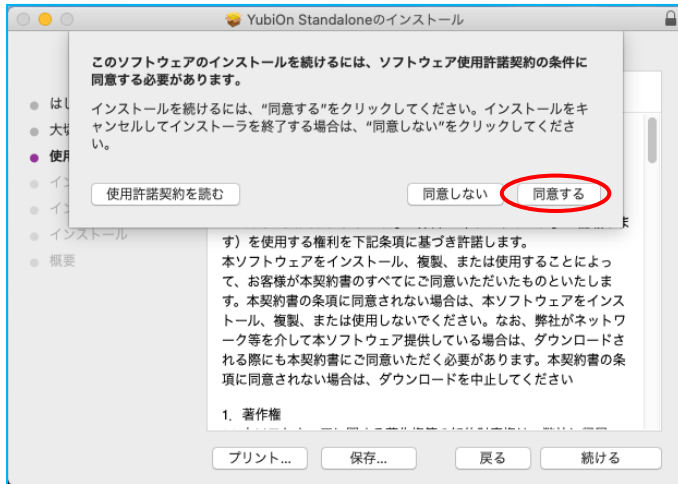 YubiOn Standaloneのインストール
このソフトウェアのインストールを続けるには、ソフトウェア使用許諾契約の条件に
同意する必要があります。
インストールを続けるには、“同意する”をクリックしてください。インストールをキ
ャンセルしてインストーラを終了する場合は、“同意しない”をクリックしてくださ
い。
使用許諾契約を読む
同意しない
同意する
インストール
概要
す）を使用する権利を下記条項に基づき許諾します。
本ソフトウェアをインストール、複製、または使用することによっ
て、お客様が本契約書のすべてにご同意いただいたものといたしま
す。本契約書の条項に同意されない場合は、本ソフトウェアをインス
トール、複製、または使用しないでください。なお、弊社がネットワ
ーク等を介して本ソフトウェア提供している場合は、ダウンロードさ
れる際にも本契約書にご同意いただく必要があります。本契約書の条
項に同意されない場合は、ダウンロードを中止してください
1．著作権
プリント...
保存...
戻る
続ける